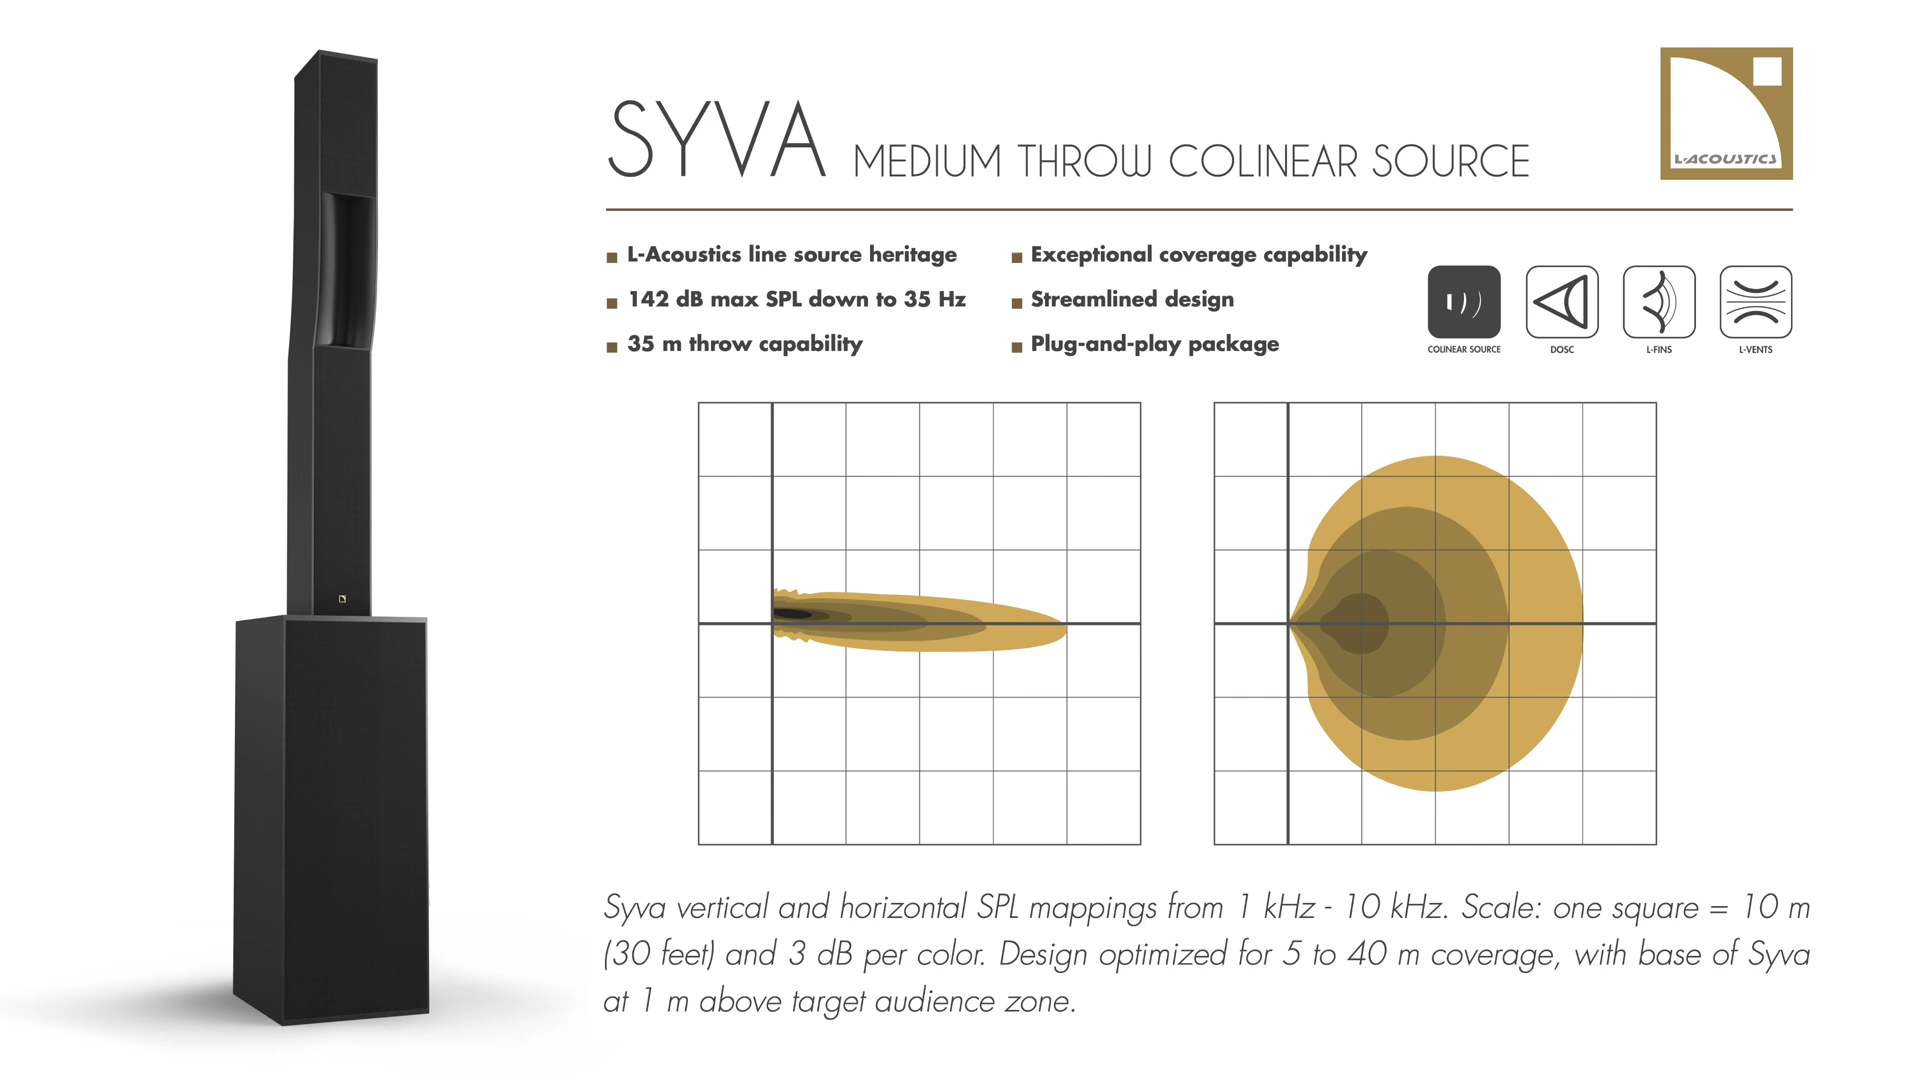 SYVA MEDIUM THROW COLINEAR SOURCE
L-ACOUSTICS
L-Acoustics line source heritage
142 dB max SPL down to 35 Hz
35 m throw capability
Exceptional coverage capability
Streamlined design
Plug-and-play package
COLINEAR SOURCE
DOSC
L-FINS
L-VENTS
Syva vertical and horizontal SPL mappings from 1 kHz - 10 kHz. Scale: one square = 10 m
(30 feet) and 3 dB per color. Design optimized for 5 to 40 m coverage, with base of Syva
at 1 m above target audience zone.